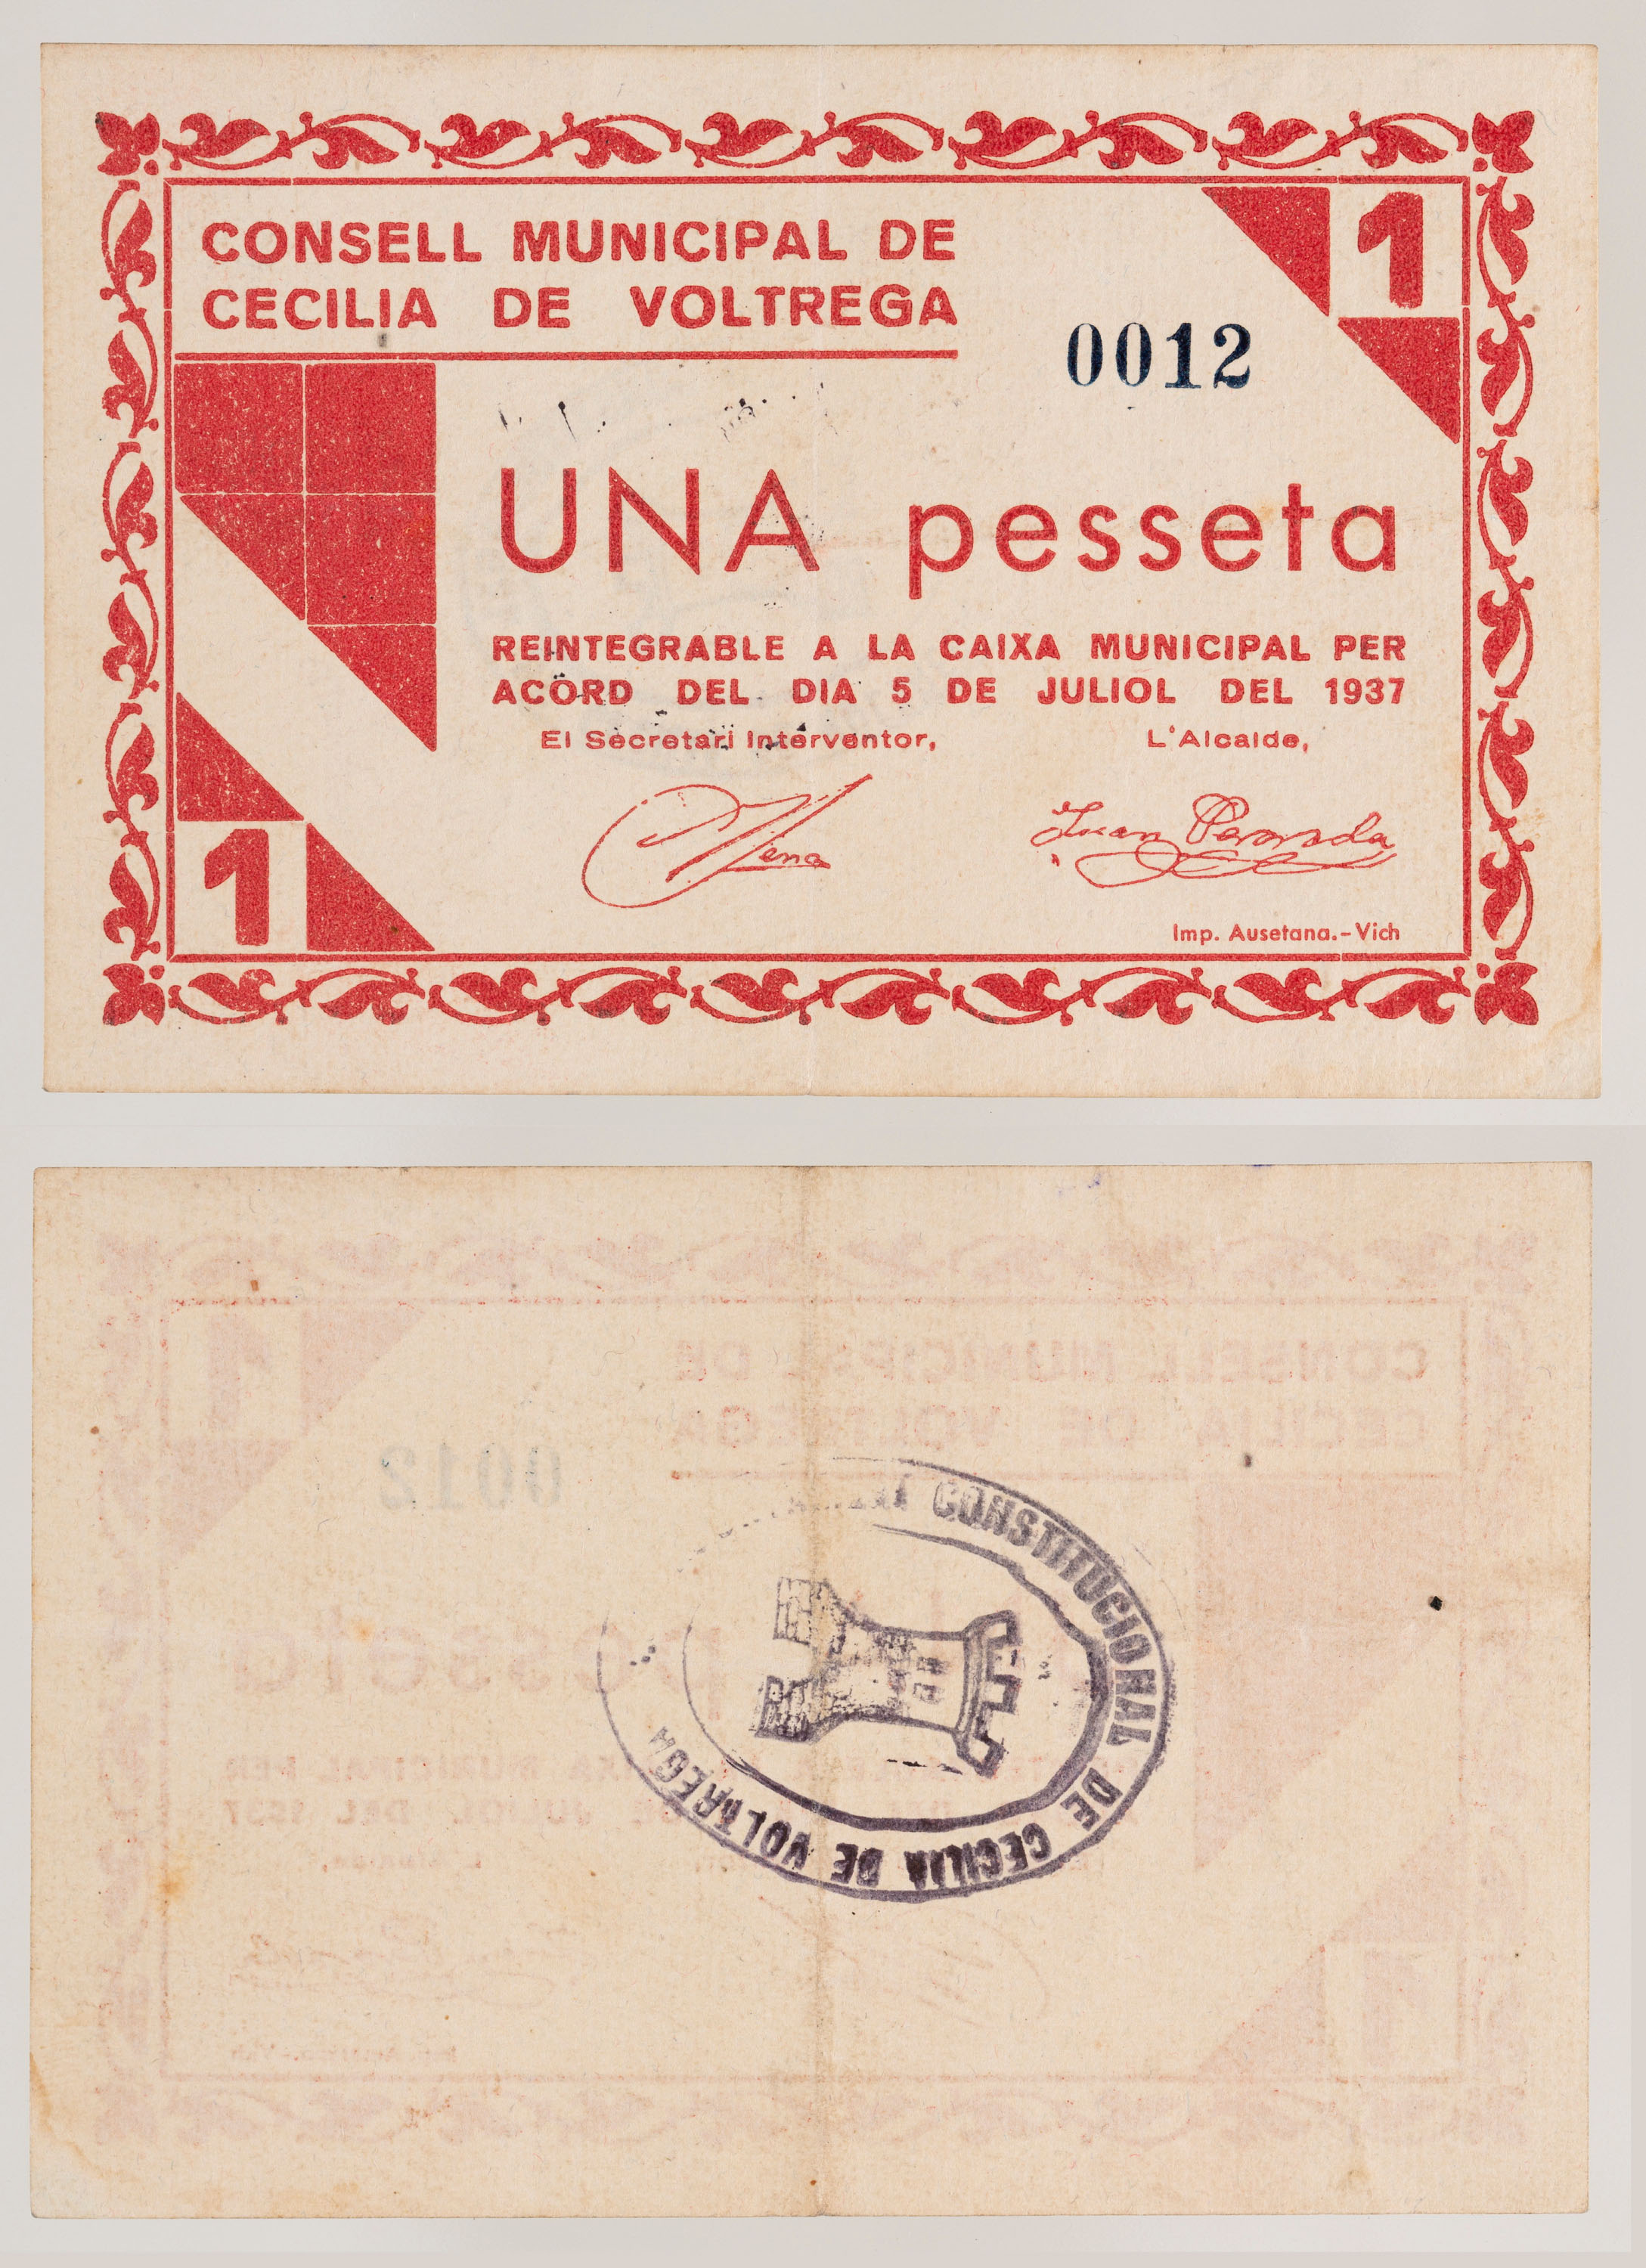 CONSELL MUNICIPAL DE
CECILIA DE VOLTREGA
1
0012
UNA pesseta
REINTEGRABLE A LA CAIXA MUNICIPAL PER
ACORD DEL DIA 5 DE JULIOL DEL 1937
El Secretari Interventor,
L'Alcalde,
Juan
1
Imp. Ausetana.-Vich
CONSTITUCIONAL DE CECILIA DE VOLTREGA